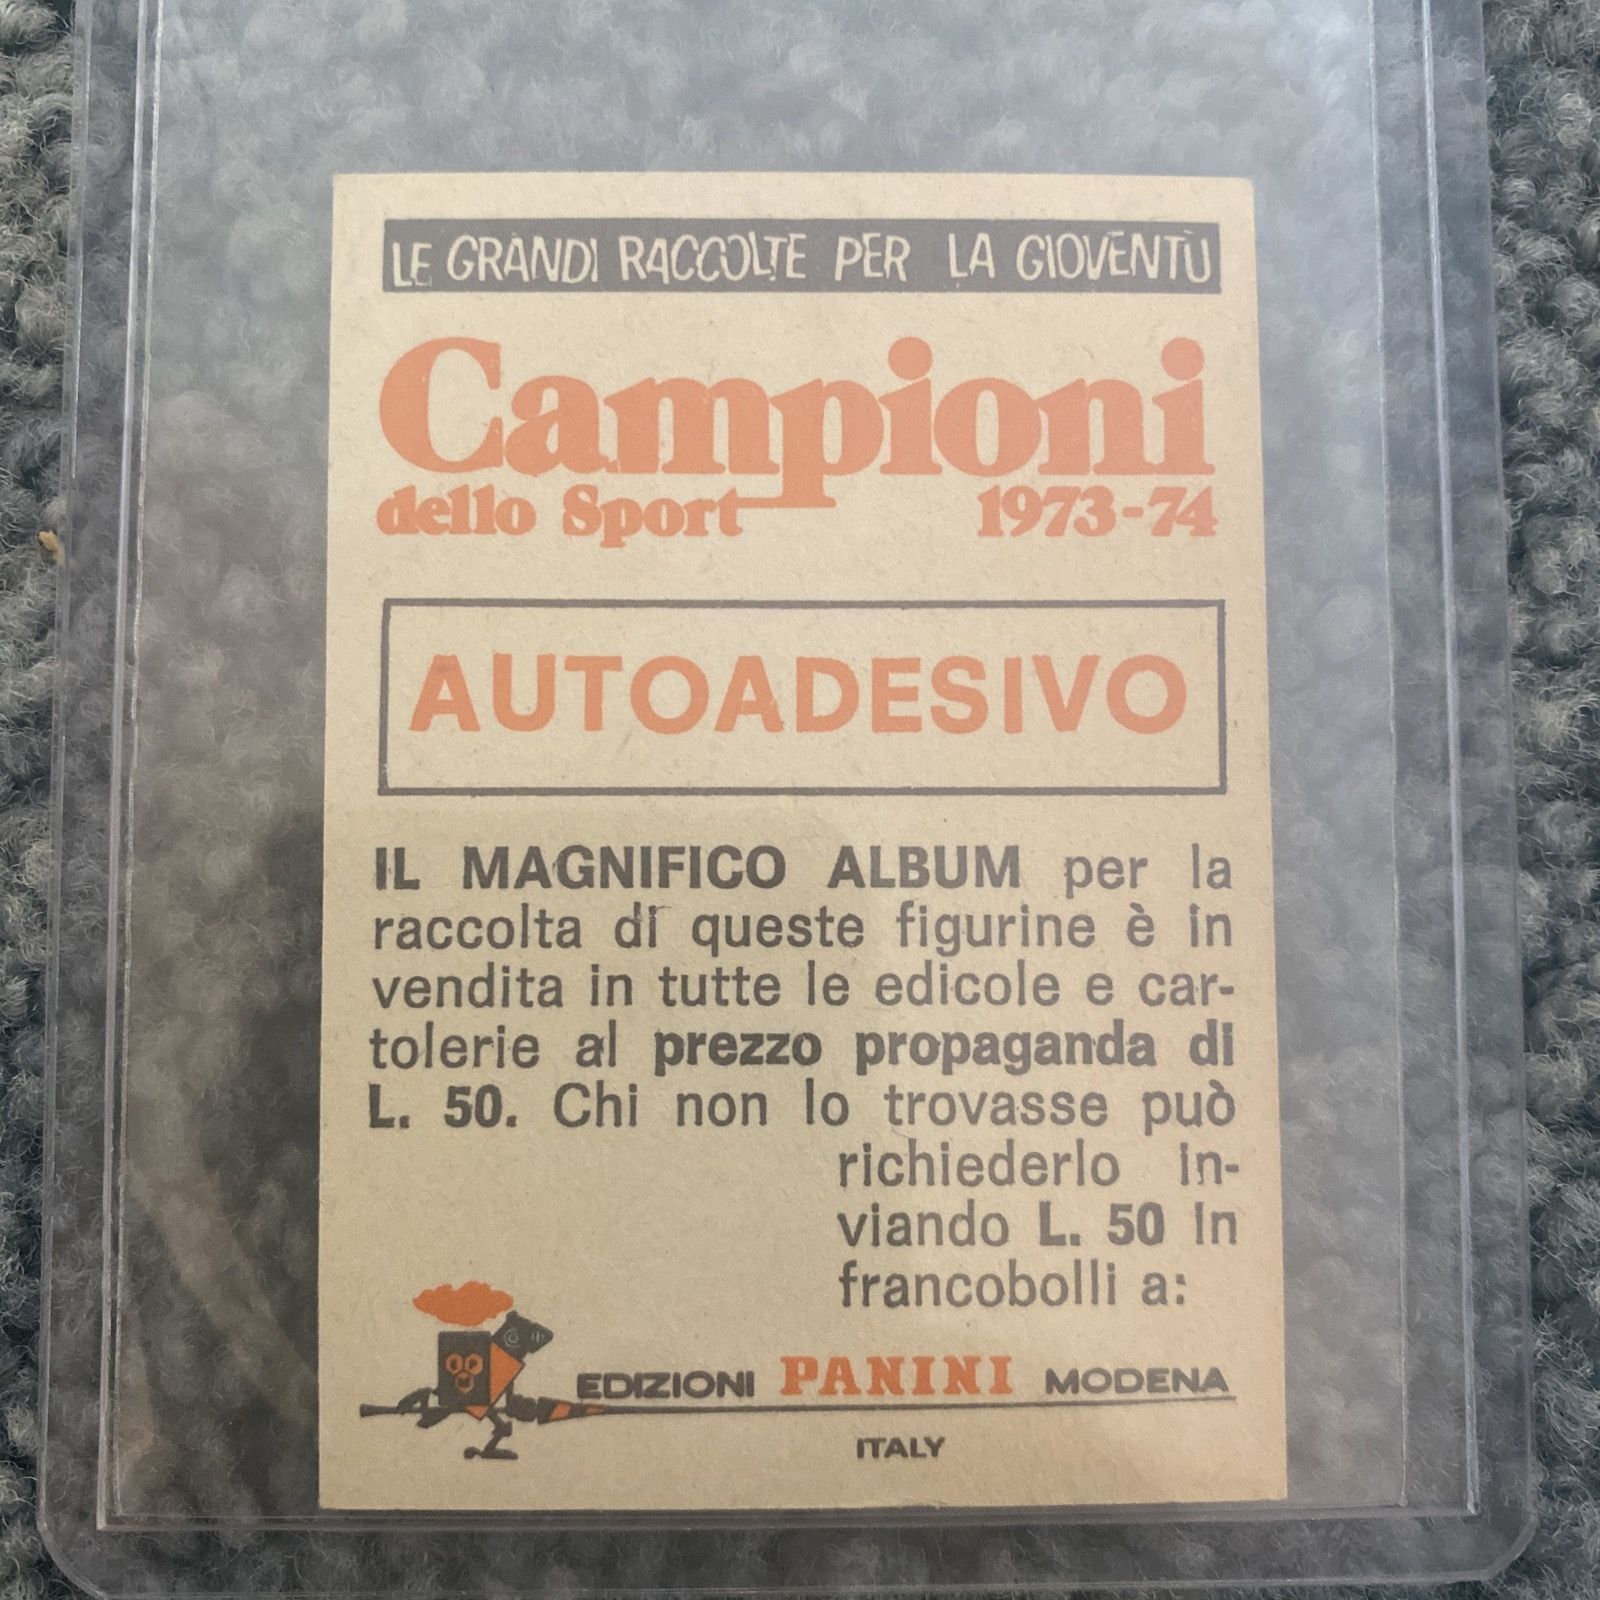 LE GRANDI RACCOLTE PER LA GIOVENTÙ
Campioni
dello Sport 1973-74
AUTOADESIVO
IL MAGNIFICO ALBUM per la
raccolta di queste figurine è in
vendita in tutte le edicole e car-
tolerie al prezzo propaganda di
L. 50. Chi non lo trovasse può
richiederlo in-
viando L. 50 in
francobolli a:
EDIZIONI PANINI MODENA
ITALY